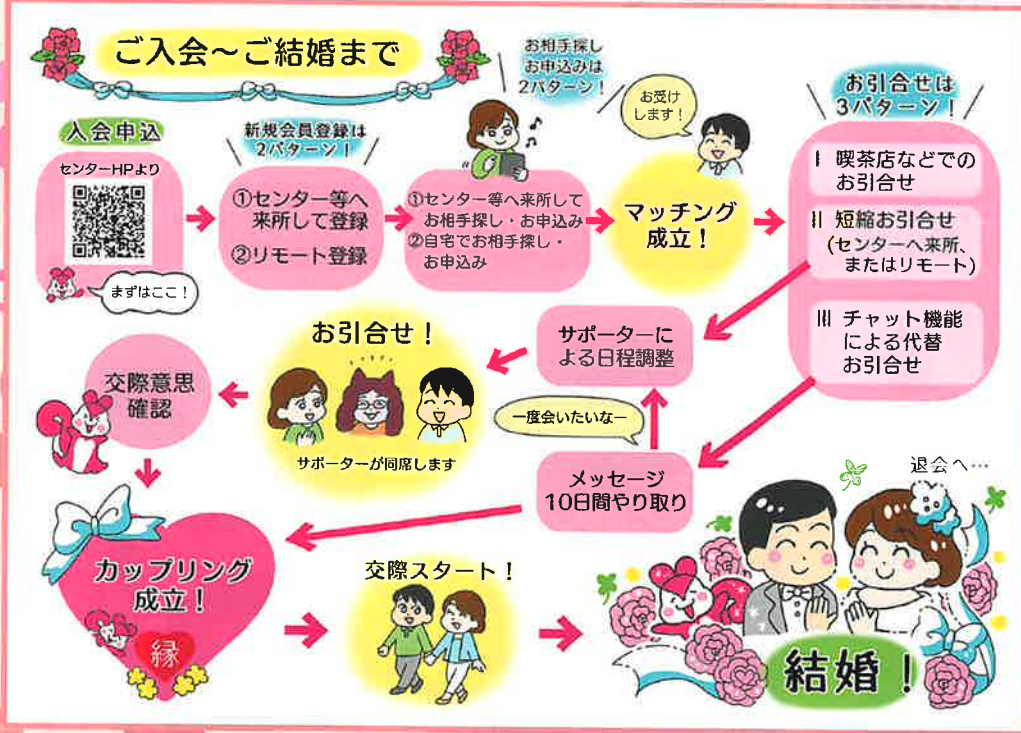 ご入会~ご結婚まで
入会申込
センターHPより
まずはここ!
新規会員登録は
2パターン!
①センター等へ
来所して登録
②リモート登録
お相手探し
お申込みは
2パターン!
①センター等へ来所して
お相手探し・お申込み
②自宅でお相手探し・
お申込み
お受け
します!
マッチング
成立!
お引合せは
3パターン!
Ⅰ 喫茶店などでの
お引合せ
Ⅱ 短縮お引合せ
(センターへ来所、
またはリモート)
Ⅲ チャット機能
による代替
お引合せ
サポーターに
よる日程調整
一度会いたいなー
メッセージ
10日間やり取り
お引合せ!
サポーターが同席します
交際意思
確認
カップリング
成立!
縁
交際スタート!
退会へ…
結婚!